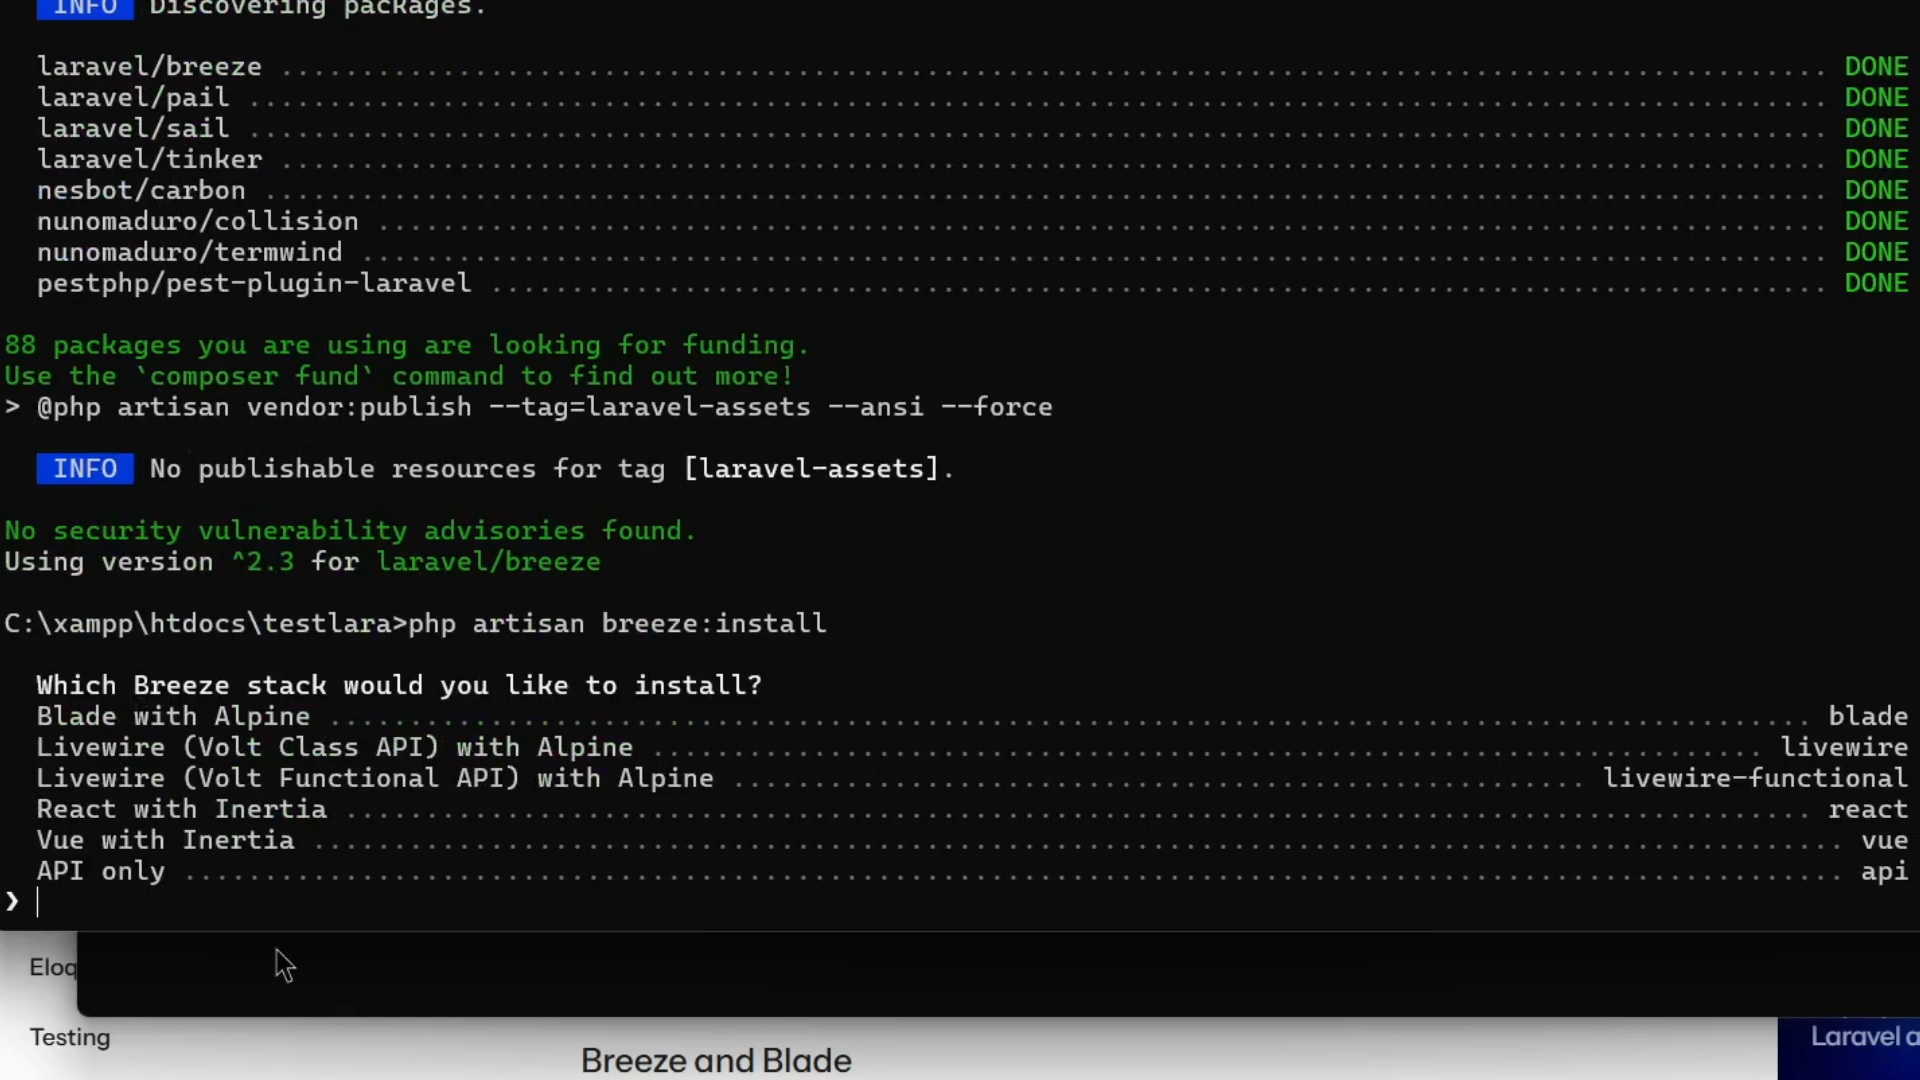 INFO Discovering packages.
laravel/breeze ........ DONE
laravel/pail ........ DONE
laravel/sail ........ DONE
laravel/tinker ........ DONE
nesbot/carbon ........ DONE
nunomaduro/collision ........ DONE
nunomaduro/termwind ........ DONE
pestphp/pest-plugin-laravel ........ DONE
88 packages you are using are looking for funding.
Use the `composer fund` command to find out more!
> @php artisan vendor:publish --tag=laravel-assets --ansi --force
INFO No publishable resources for tag [laravel-assets].
No security vulnerability advisories found.
Using version ^2.3 for laravel/breeze
C:\xampp\htdocs\testlara>php artisan breeze:install
Which Breeze stack would you like to install?
Blade with Alpine ........ blade
Livewire (Volt Class API) with Alpine ........ livewire
Livewire (Volt Functional API) with Alpine ........ livewire-functional
React with Inertia ........ react
Vue with Inertia ........ vue
API only ........ api
❯
Eloq
Testing
Breeze and Blade
Laravel a